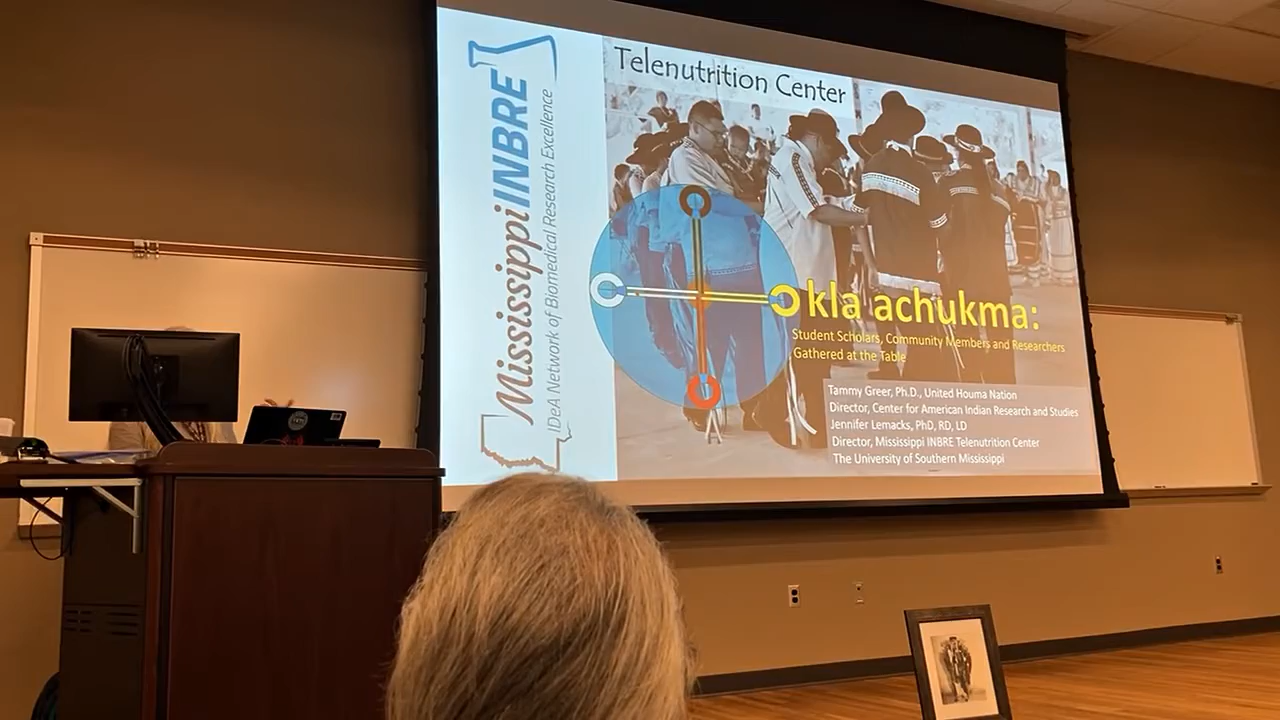 Mississippi INBRE
IDeA Network of Biomedical Research Excellence
Telenutrition Center
Okla achukma:
Student Scholars, Community Members and Researchers
Gathered at the Table
Tammy Greer, Ph.D., United Houma Nation
Director, Center for American Indian Research and Studies
Jennifer Lemacks, PhD, RD, LD
Director, Mississippi INBRE Telenutrition Center
The University of Southern Mississippi